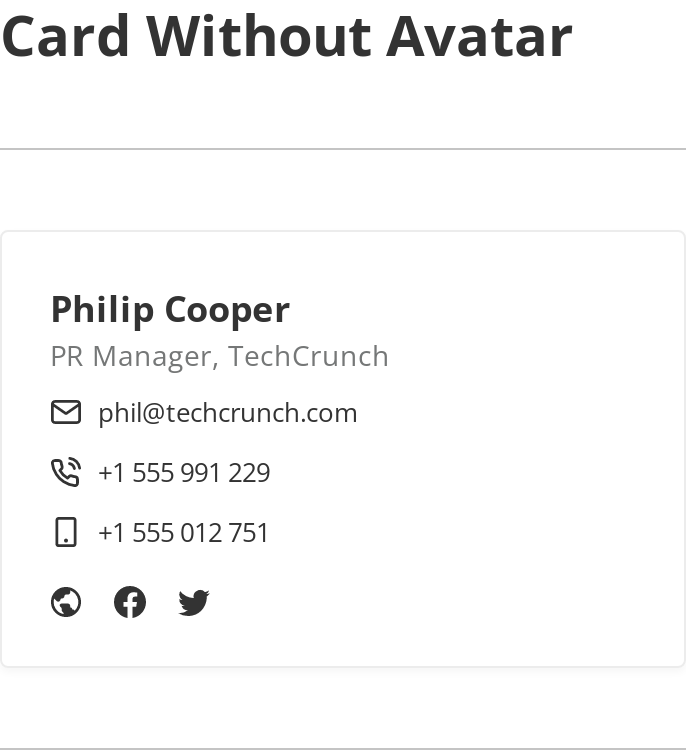 Card Without Avatar
Philip Cooper
PR Manager, TechCrunch
phil@techcrunch.com
+1 555 991 229
+1 555 012 751